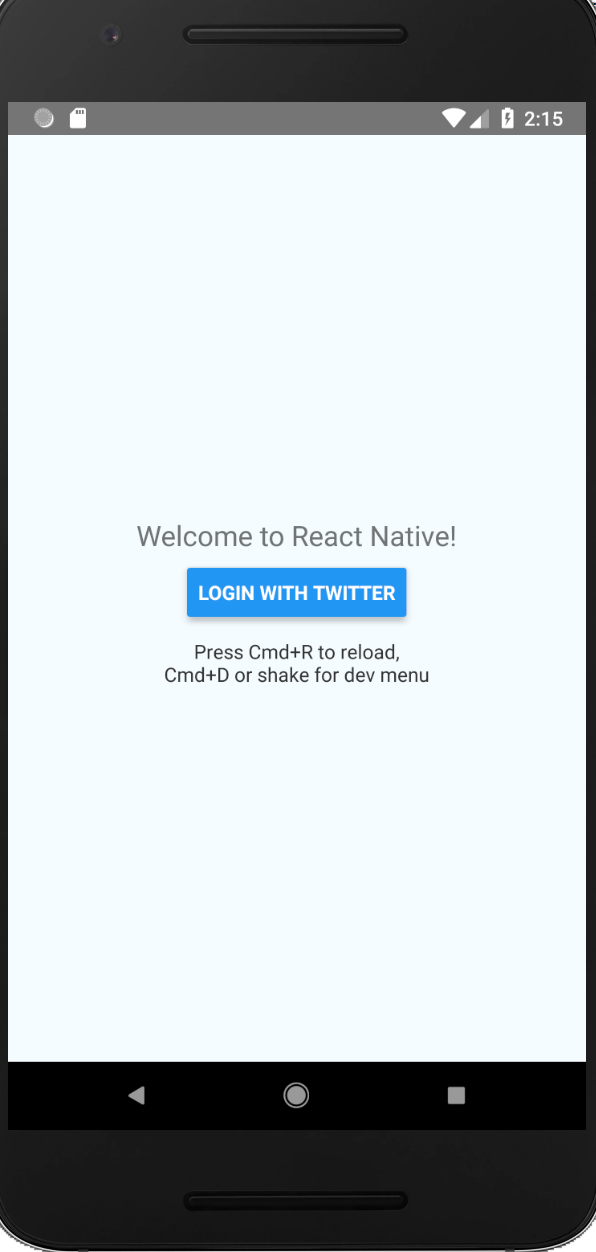 2:15
Welcome to React Native!
LOGIN WITH TWITTER
Press Cmd+R to reload,
Cmd+D or shake for dev menu